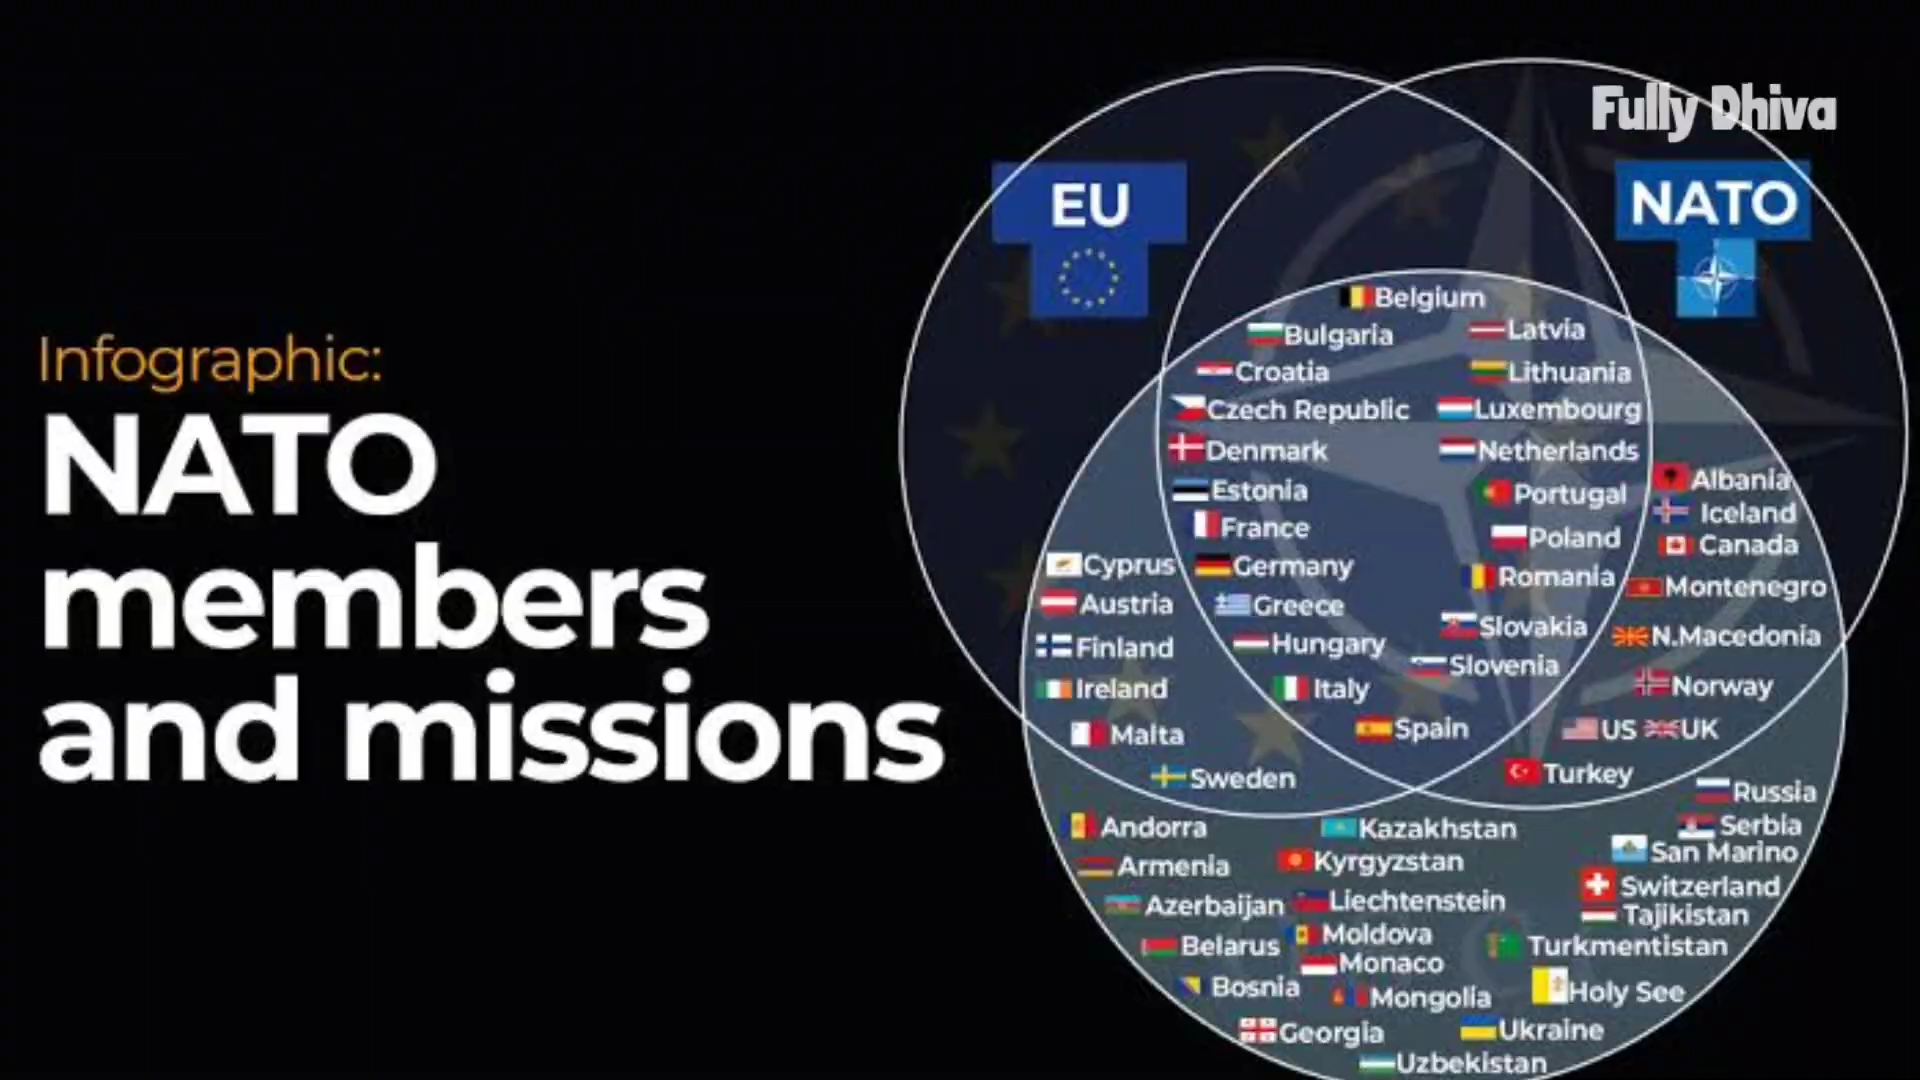 Fully Dhiva
EU
NATO
Infographic:
NATO
members
and missions
Belgium
Bulgaria
Latvia
Croatia
Lithuania
Czech Republic
Luxembourg
Denmark
Netherlands
Estonia
Portugal
France
Poland
Germany
Romania
Greece
Slovakia
Hungary
Slovenia
Italy
Spain
Cyprus
Austria
Finland
Ireland
Malta
Sweden
Albania
Iceland
Canada
Montenegro
N.Macedonia
Norway
US UK
Turkey
Andorra
Armenia
Azerbaijan
Belarus
Bosnia
Georgia
Kazakhstan
Kyrgyzstan
Liechtenstein
Moldova
Monaco
Mongolia
Russia
Serbia
San Marino
Switzerland
Tajikistan
Turkmentistan
Holy See
Ukraine
Uzbekistan